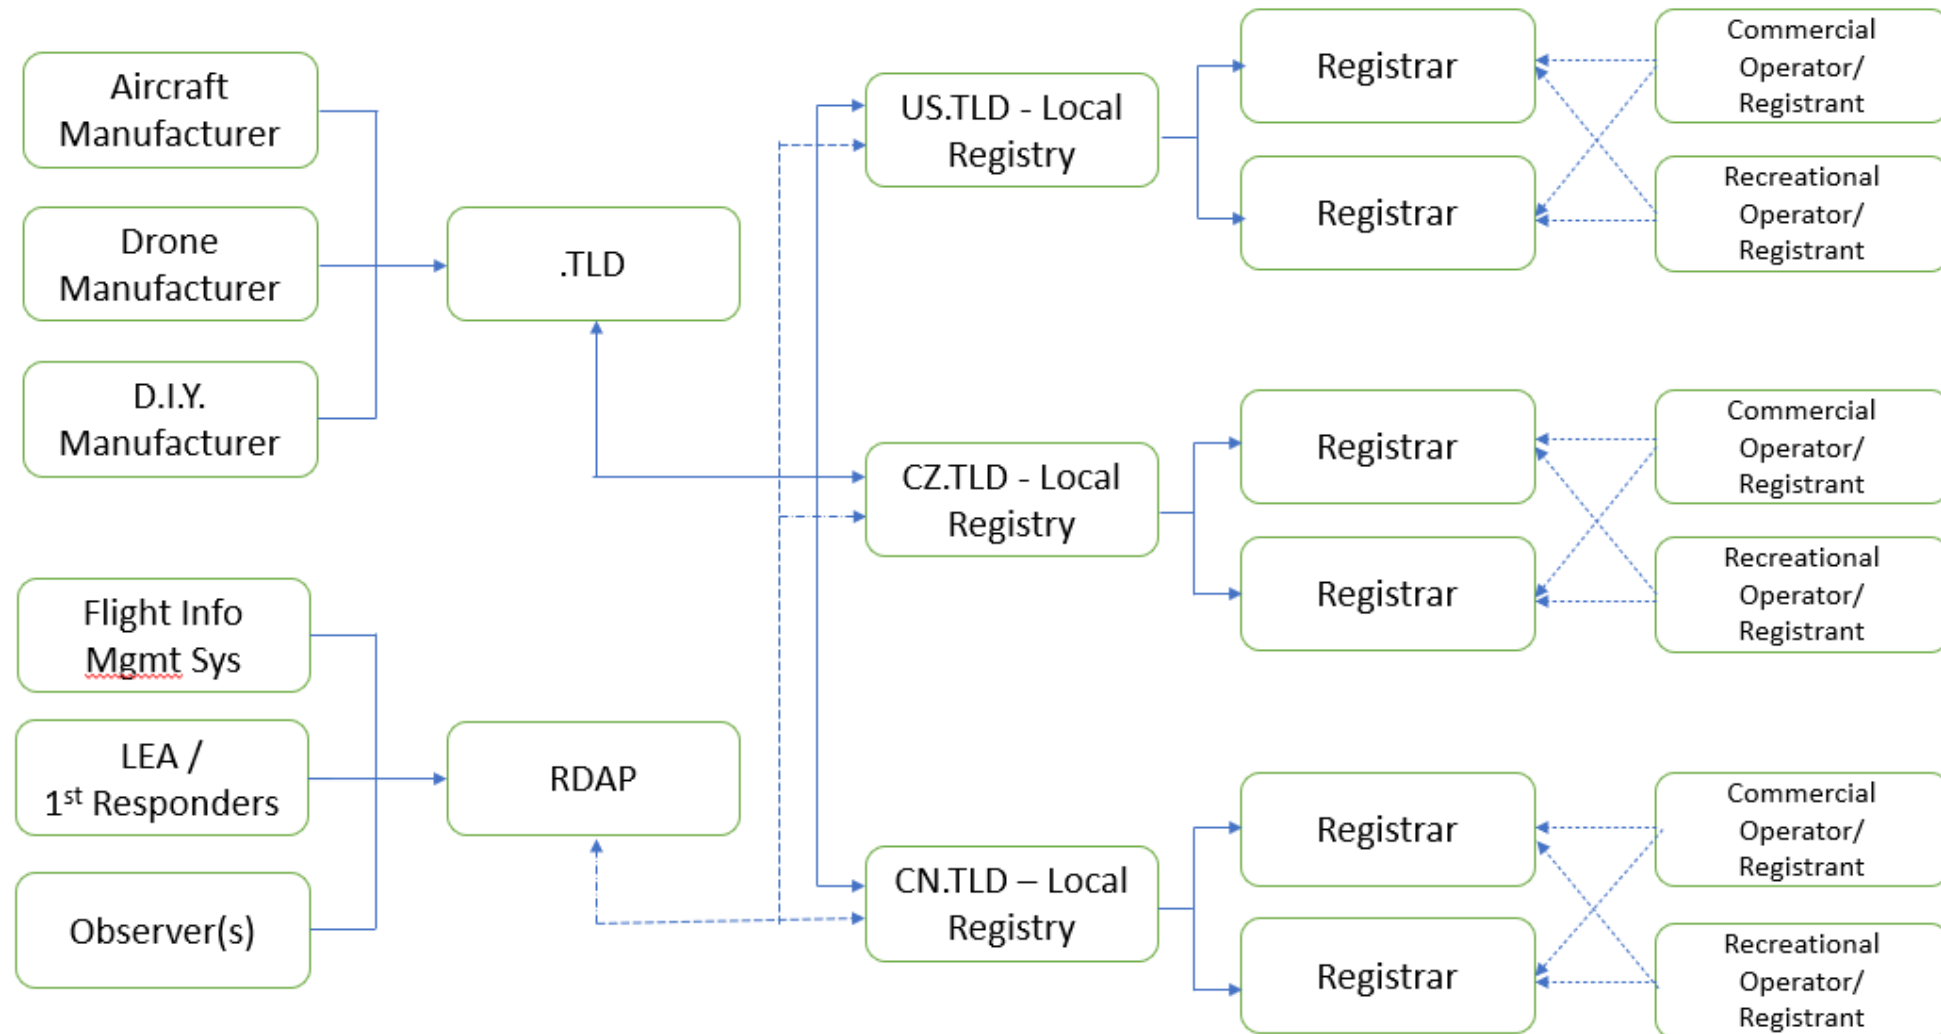 Aircraft
Manufacturer
Drone
Manufacturer
D.I.Y.
Manufacturer
.TLD
Flight Info
Mgmt Sys
LEA /
1st Responders
Observer(s)
RDAP
US.TLD - Local
Registry
CZ.TLD - Local
Registry
CN.TLD – Local
Registry
Registrar
Registrar
Registrar
Registrar
Registrar
Registrar
Commercial
Operator/
Registrant
Recreational
Operator/
Registrant
Commercial
Operator/
Registrant
Recreational
Operator/
Registrant
Commercial
Operator/
Registrant
Recreational
Operator/
Registrant